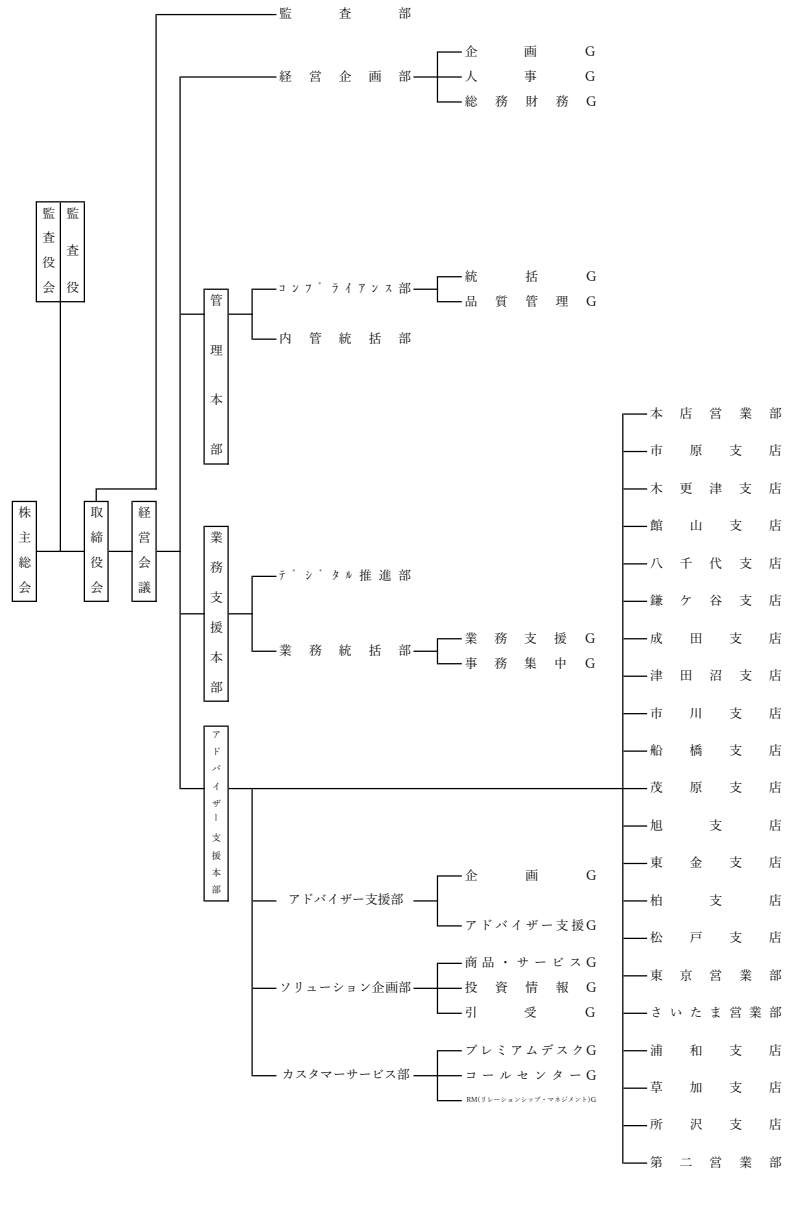 監査部
経営企画部
企画G
人事G
総務財務G
監査役会
監査役
管理本部
コンプライアンス部
統括G
品質管理G
内管統括部
株主総会
取締役会
経営会議
業務支援本部
デジタル推進部
業務統括部
業務支援G
事務集中G
アドバイザー支援本部
アドバイザー支援部
企画G
アドバイザー支援G
ソリューション企画部
商品・サービスG
投資情報G
引受G
カスタマーサービス部
プレミアムデスクG
コールセンターG
RM(リレーションシップ・マネジメント)G
本店営業部
市原支店
木更津支店
館山支店
八千代支店
鎌ケ谷支店
成田支店
津田沼支店
市川支店
船橋支店
茂原支店
旭支店
東金支店
柏支店
松戸支店
東京営業部
さいたま営業部
浦和支店
草加支店
所沢支店
第二営業部